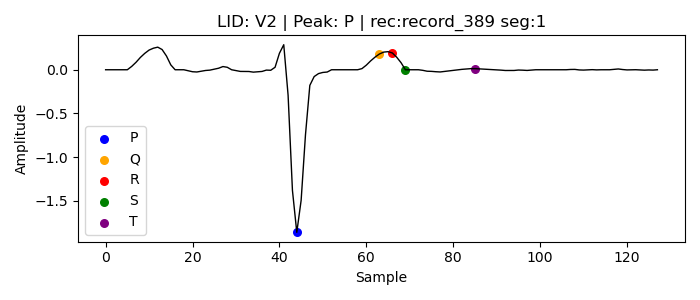 LID: V2 | Peak: P | rec:record_389 seg:1
Amplitude
0.0
−0.5
−1.0
−1.5
P
Q
R
S
T
0 20 40 60 80 100 120
Sample